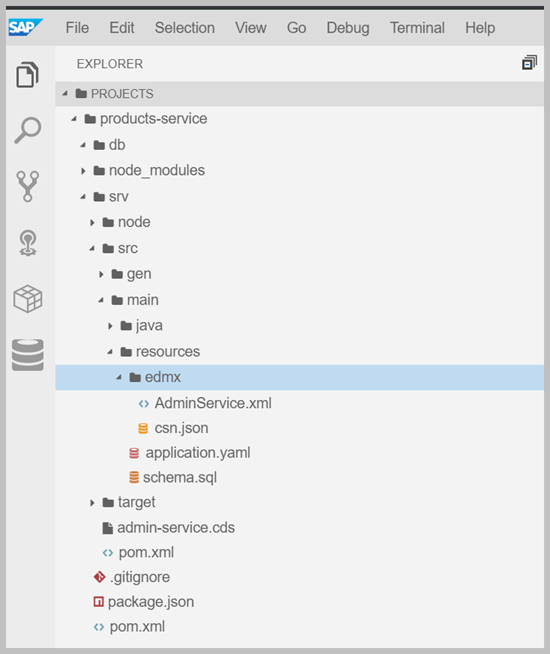 SAP File Edit Selection View Go Debug Terminal Help
EXPLORER
PROJECTS
products-service
db
node_modules
srv
node
src
gen
main
java
resources
edmx
AdminService.xml
csn.json
application.yaml
schema.sql
target
admin-service.cds
pom.xml
.gitignore
package.json
pom.xml